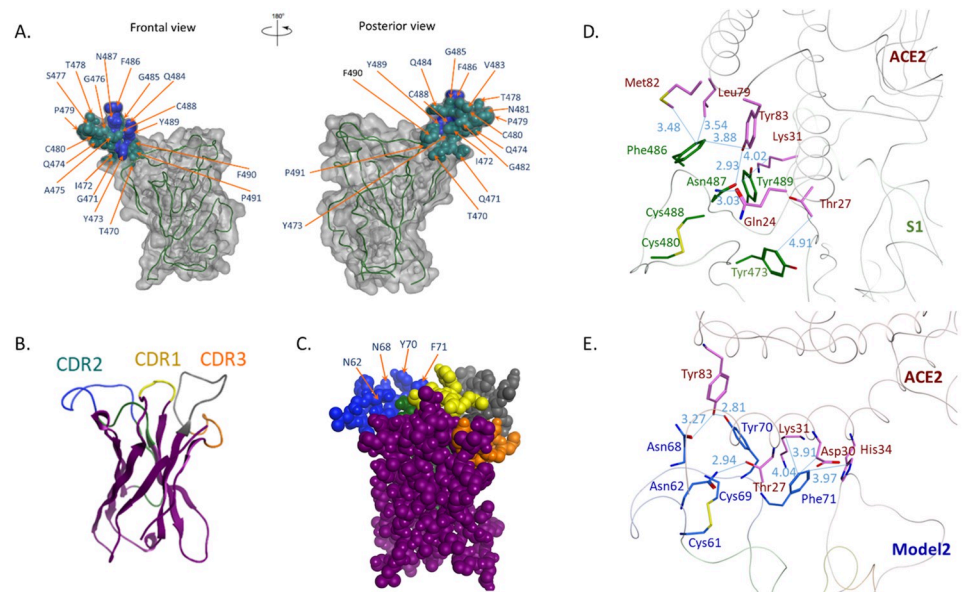 A.
Frontal view
180°
Posterior view
N487
T478
F486
S477
G476
G485
Q484
P479
C488
Y489
C480
Q474
A475
I472
G471
Y473
T470
F490
P491
Y489
F490
Q484
C488
G485
F486
V483
T478
N481
P479
C480
Q474
G482
I472
P491
Y473
Q471
T470
B.
CDR2
CDR1
CDR3
C.
N62
N68
Y70
F71
D.
ACE2
Met82
Leu79
Tyr83
Lys31
3.48
3.54
3.88
Phe486
4.02
2.93
Asn487
Tyr489
3.03
Thr27
Gln24
Cys488
S1
Cys480
4.91
Tyr473
E.
ACE2
Tyr83
3.27
2.81
Asn68
Tyr70
Lys31
3.91
Asp30
His34
2.94
4.04
3.97
Asn62
Cys69
Thr27
Phe71
Cys61
Model2